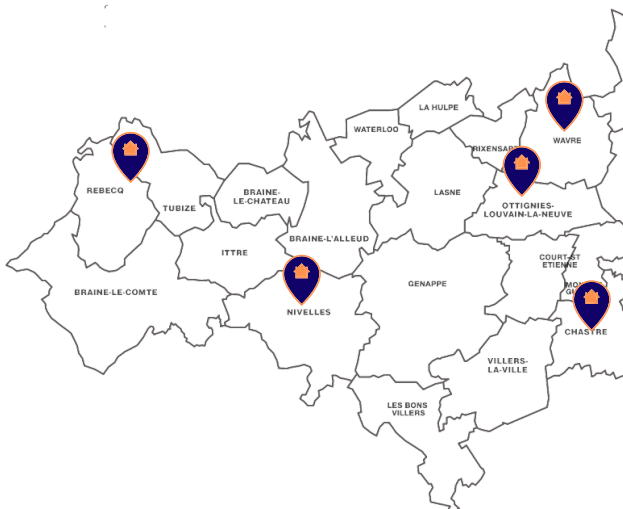 LA HULPE
WATERLOO
WAVRE
RIXENSART
REBECQ
LASNE
BRAINE-
LE-CHATEAU
TUBIZE
OTTIGNIES-
LOUVAIN-LA-NEUVE
BRAINE-L'ALLEUD
ITTRE
COURT-ST
ETIENNE
GENAPPE
BRAINE-LE-COMTE
NIVELLES
CHASTRE
VILLERS-
LA-VILLE
LES BONS
VILLERS